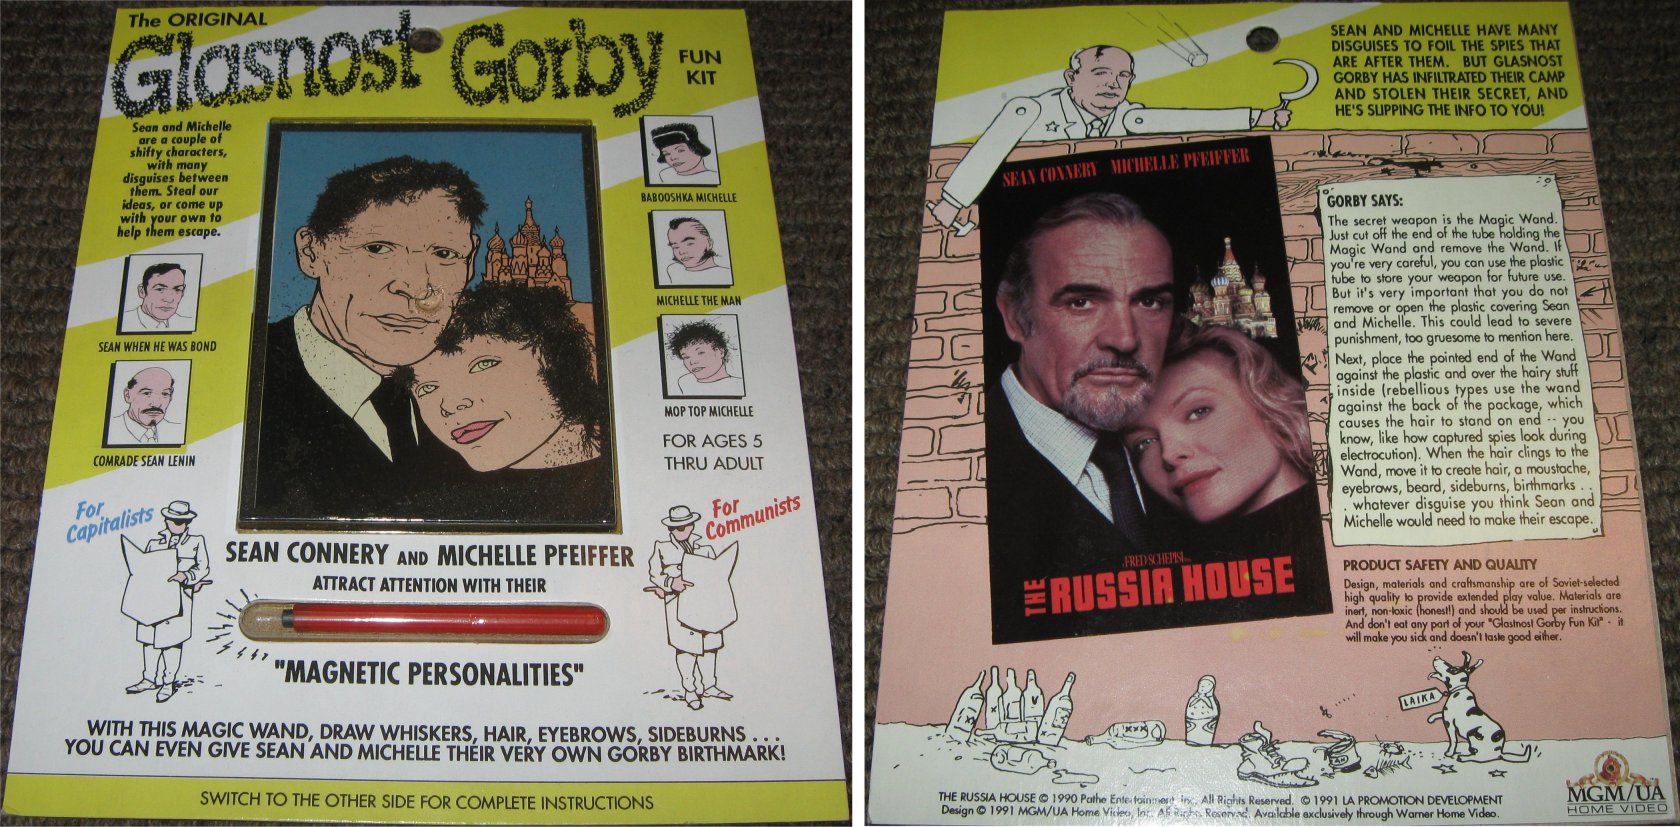 The ORIGINAL
Glasnost Gorby
FUN
KIT
Sean and Michelle
are a couple of
shifty characters,
with many
disguises between
them. Steal our
ideas, or come up
with your own to
help them escape.
SEAN WHEN HE WAS BOND
COMRADE SEAN LENIN
BABOOSHKA MICHELLE
MICHELLE THE MAN
MOP TOP MICHELLE
FOR AGES 5
THRU ADULT
For
Capitalists
For
Communists
SEAN CONNERY AND MICHELLE PFEIFFER
ATTRACT ATTENTION WITH THEIR
"MAGNETIC PERSONALITIES"
WITH THIS MAGIC WAND, DRAW WHISKERS, HAIR, EYEBROWS, SIDEBURNS . . .
YOU CAN EVEN GIVE SEAN AND MICHELLE THEIR VERY OWN GORBY BIRTHMARK!
SWITCH TO THE OTHER SIDE FOR COMPLETE INSTRUCTIONS
SEAN AND MICHELLE HAVE MANY
DISGUISES TO FOIL THE SPIES THAT
ARE AFTER THEM. BUT GLASNOST
GORBY HAS INFILTRATED THEIR CAMP
AND STOLEN THEIR SECRET, AND
HE'S SLIPPING THE INFO TO YOU!
SEAN CONNERY MICHELLE PFEIFFER
FRED SCHEPISI
THE RUSSIA HOUSE
GORBY SAYS:
The secret weapon is the Magic Wand.
Just cut off the end of the tube holding the
Magic Wand and remove the Wand. If
you're very careful, you can use the plastic
tube to store your weapon for future use.
But it's very important that you do not
remove or open the plastic covering Sean
and Michelle. This could lead to severe
punishment, too gruesome to mention here.
Next, place the pointed end of the Wand
against the plastic and over the hairy stuff
inside (rebellious types use the wand
against the back of the package, which
causes the hair to stand on end -- you
know, like how captured spies look during
electrocution). When the hair clings to the
Wand, move it to create hair, a moustache,
eyebrows, beard, sideburns, birthmarks . .
. whatever disguise you think Sean and
Michelle would need to make their escape.
PRODUCT SAFETY AND QUALITY
Design, materials and craftsmanship are of Soviet-selected
high quality to provide extended play value. Materials are
inert, non-toxic (honest!) and should be used per instructions.
And don't eat any part of your "Glastnost Gorby Fun Kit" - it
will make you sick and doesn't taste good either.
XX
XXX
LAIKA
THE RUSSIA HOUSE © 1990 Pathe Entertainment, Inc. All Rights Reserved. © 1991 LA PROMOTION DEVELOPMENT
Design © 1991 MGM/UA Home Video, Inc. All Rights Reserved. Available exclusively through Warner Home Video.
MGM/UA
HOME VIDEO